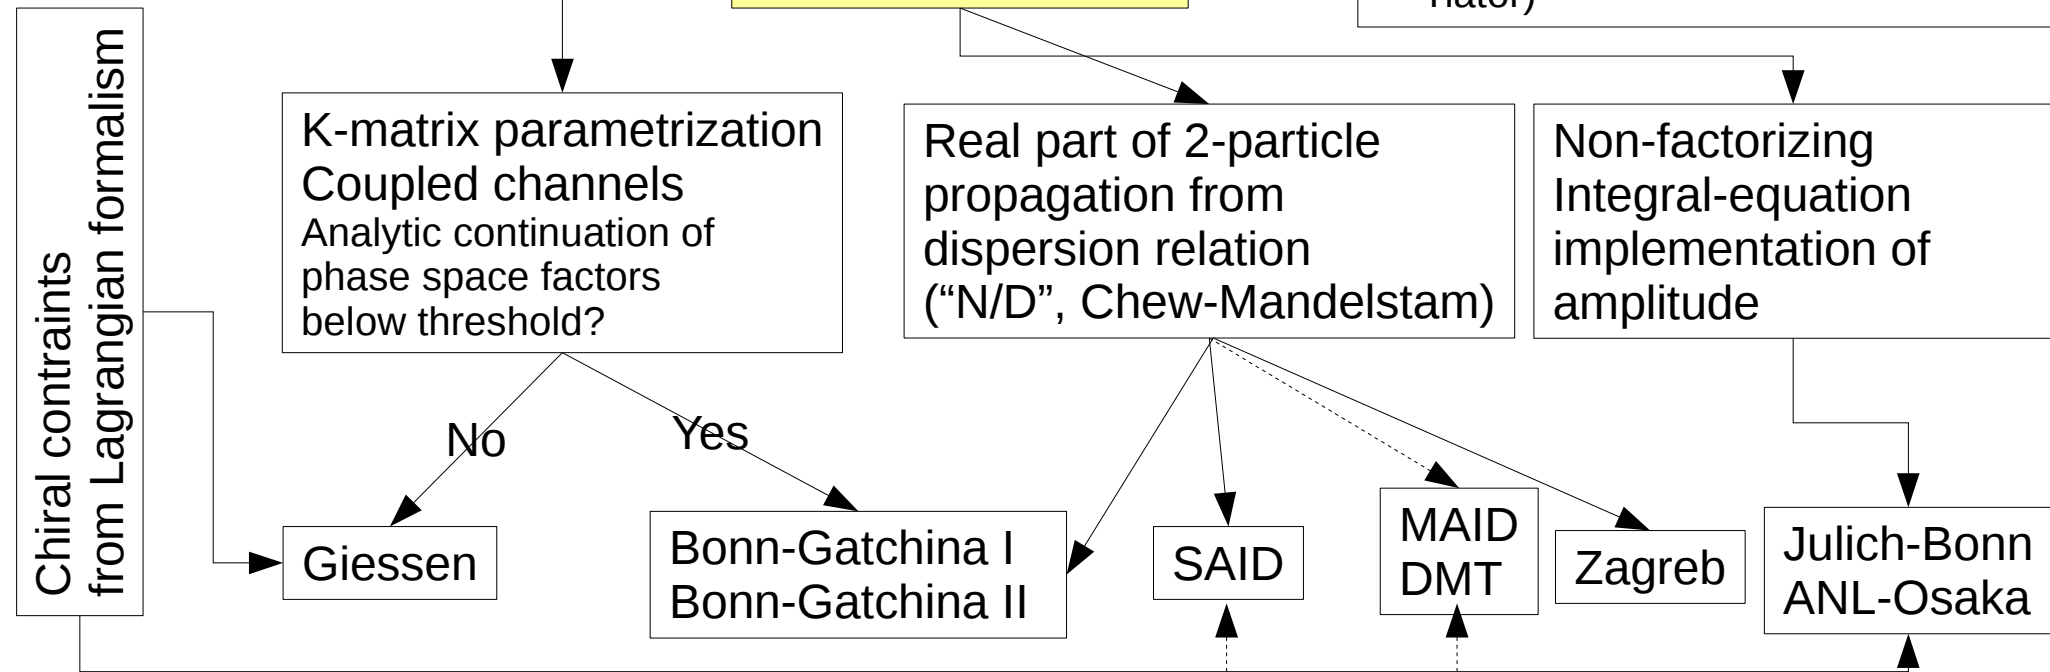 nator)
Chiral contraints
from Lagrangian formalism
K-matrix parametrization
Coupled channels
Analytic continuation of
phase space factors
below threshold?
Real part of 2-particle
propagation from
dispersion relation
(“N/D”, Chew-Mandelstam)
Non-factorizing
Integral-equation
implementation of
amplitude
No
Yes
Giessen
Bonn-Gatchina I
Bonn-Gatchina II
SAID
MAID
DMT
Zagreb
Julich-Bonn
ANL-Osaka